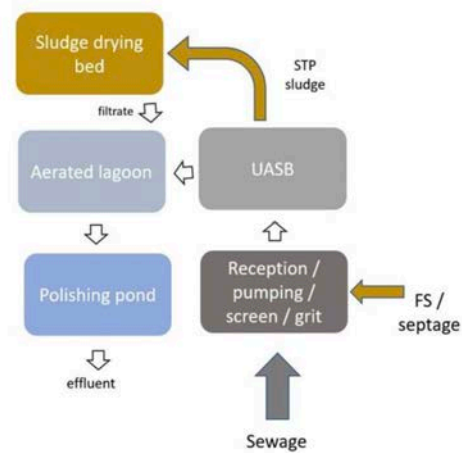 Sludge drying
bed
STP
sludge
filtrate
Aerated lagoon
UASB
Polishing pond
Reception /
pumping /
screen / grit
FS /
septage
effluent
Sewage